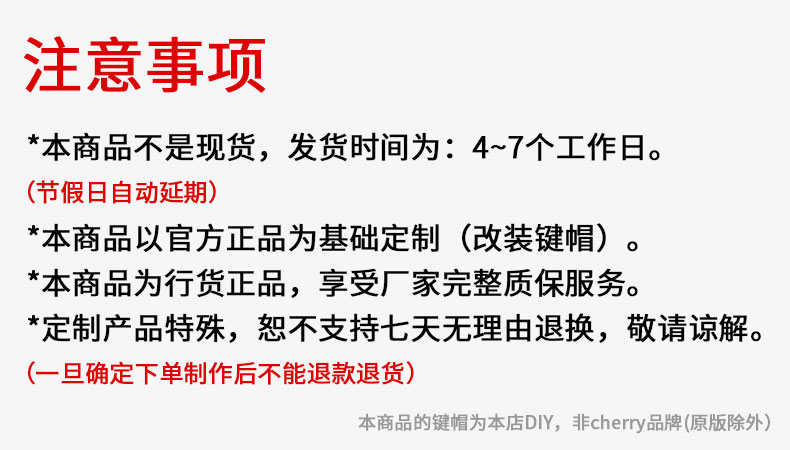 注意事项
*本商品不是现货，发货时间为：4~7个工作日。
（节假日自动延期）
*本商品以官方正品为基础定制（改装键帽）。
*本商品为行货正品，享受厂家完整质保服务。
*定制产品特殊，恕不支持七天无理由退换，敬请谅解。
（一旦确定下单制作后不能退款退货）
本商品的键帽为本店DIY，非cherry品牌(原版除外）